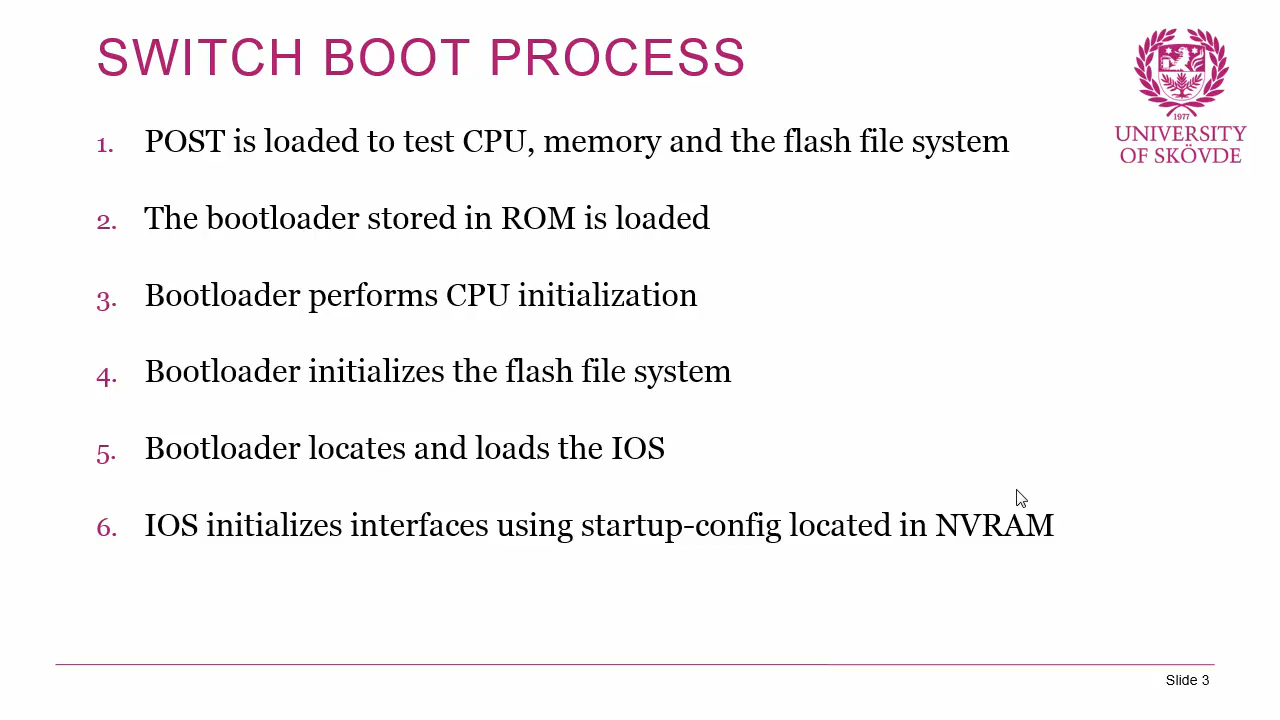 SWITCH BOOT PROCESS
1. POST is loaded to test CPU, memory and the flash file system
2. The bootloader stored in ROM is loaded
3. Bootloader performs CPU initialization
4. Bootloader initializes the flash file system
5. Bootloader locates and loads the IOS
6. IOS initializes interfaces using startup-config located in NVRAM
1977
UNIVERSITY
OF SKÖVDE
Slide 3